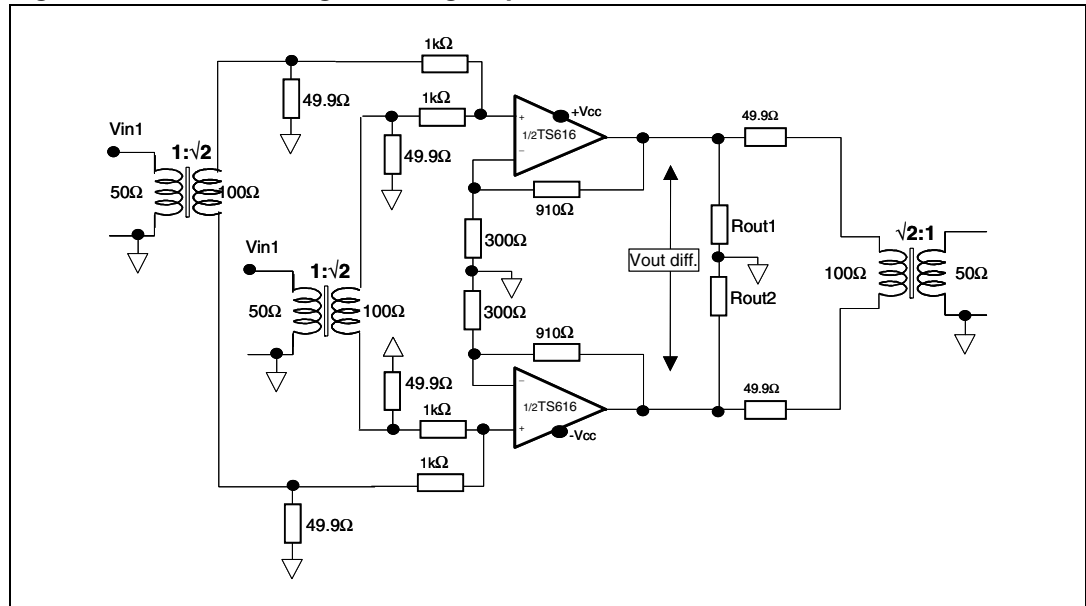 1kΩ
49.9Ω
1kΩ
+Vcc
+
1/2TS616
−
49.9Ω
49.9Ω
Vin1
1:√2
50Ω
100Ω
910Ω
300Ω
Rout1
Vout diff.
√2:1
Vin1
1:√2
100Ω
50Ω
50Ω
100Ω
300Ω
Rout2
910Ω
49.9Ω
−
1/2TS616
+
-Vcc
49.9Ω
1kΩ
1kΩ
49.9Ω